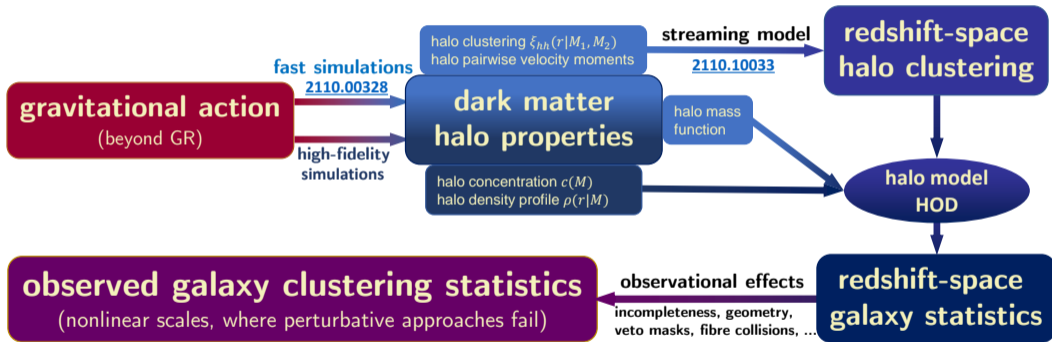 gravitational action
(beyond GR)
fast simulations
2110.00328
high-fidelity
simulations
halo clustering ξₕₕ(r|M₁, M₂)
halo pairwise velocity moments
dark matter
halo properties
halo mass
function
halo concentration c(M)
halo density profile ρ(r|M)
streaming model
2110.10033
redshift-space
halo clustering
halo model
HOD
redshift-space
galaxy statistics
observational effects
incompleteness, geometry,
veto masks, fibre collisions, ...
observed galaxy clustering statistics
(nonlinear scales, where perturbative approaches fail)